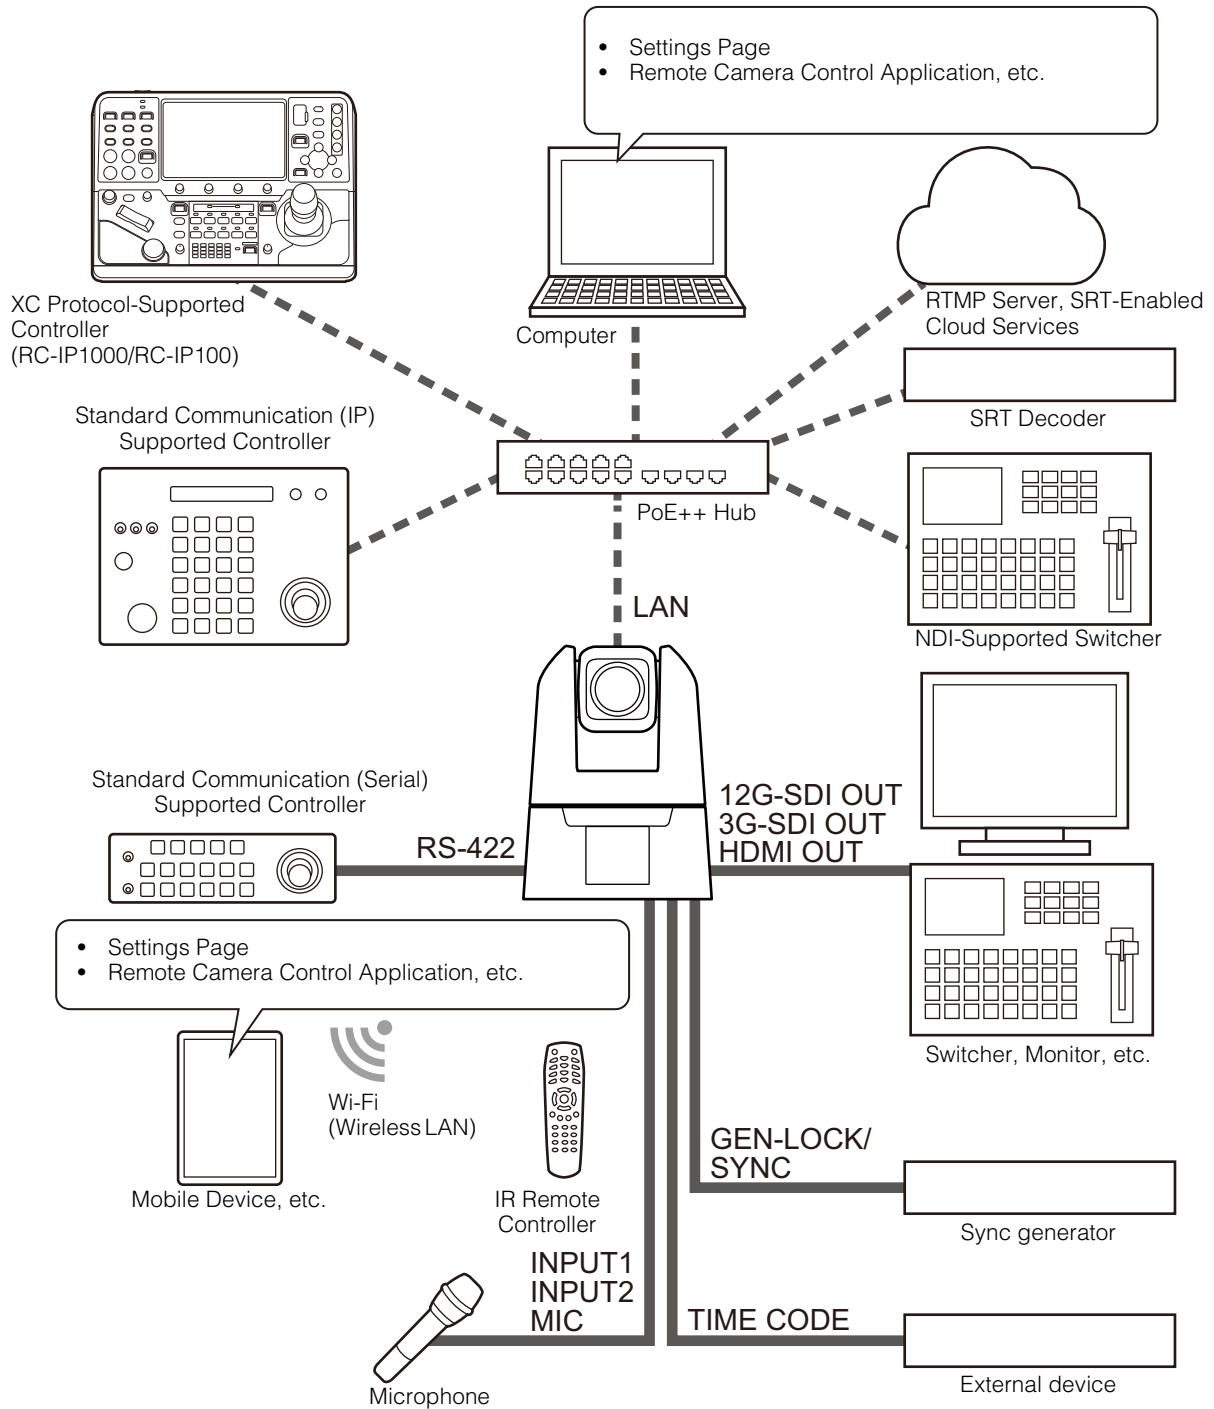 • Settings Page
• Remote Camera Control Application, etc.
XC Protocol-Supported
Controller
(RC-IP1000/RC-IP100)
Computer
RTMP Server, SRT-Enabled
Cloud Services
SRT Decoder
Standard Communication (IP)
Supported Controller
PoE++ Hub
LAN
NDI-Supported Switcher
Standard Communication (Serial)
Supported Controller
RS-422
12G-SDI OUT
3G-SDI OUT
HDMI OUT
• Settings Page
• Remote Camera Control Application, etc.
Switcher, Monitor, etc.
Wi-Fi
(Wireless LAN)
Mobile Device, etc.
IR Remote
Controller
GEN-LOCK/
SYNC
Sync generator
INPUT1
INPUT2
MIC
TIME CODE
Microphone
External device